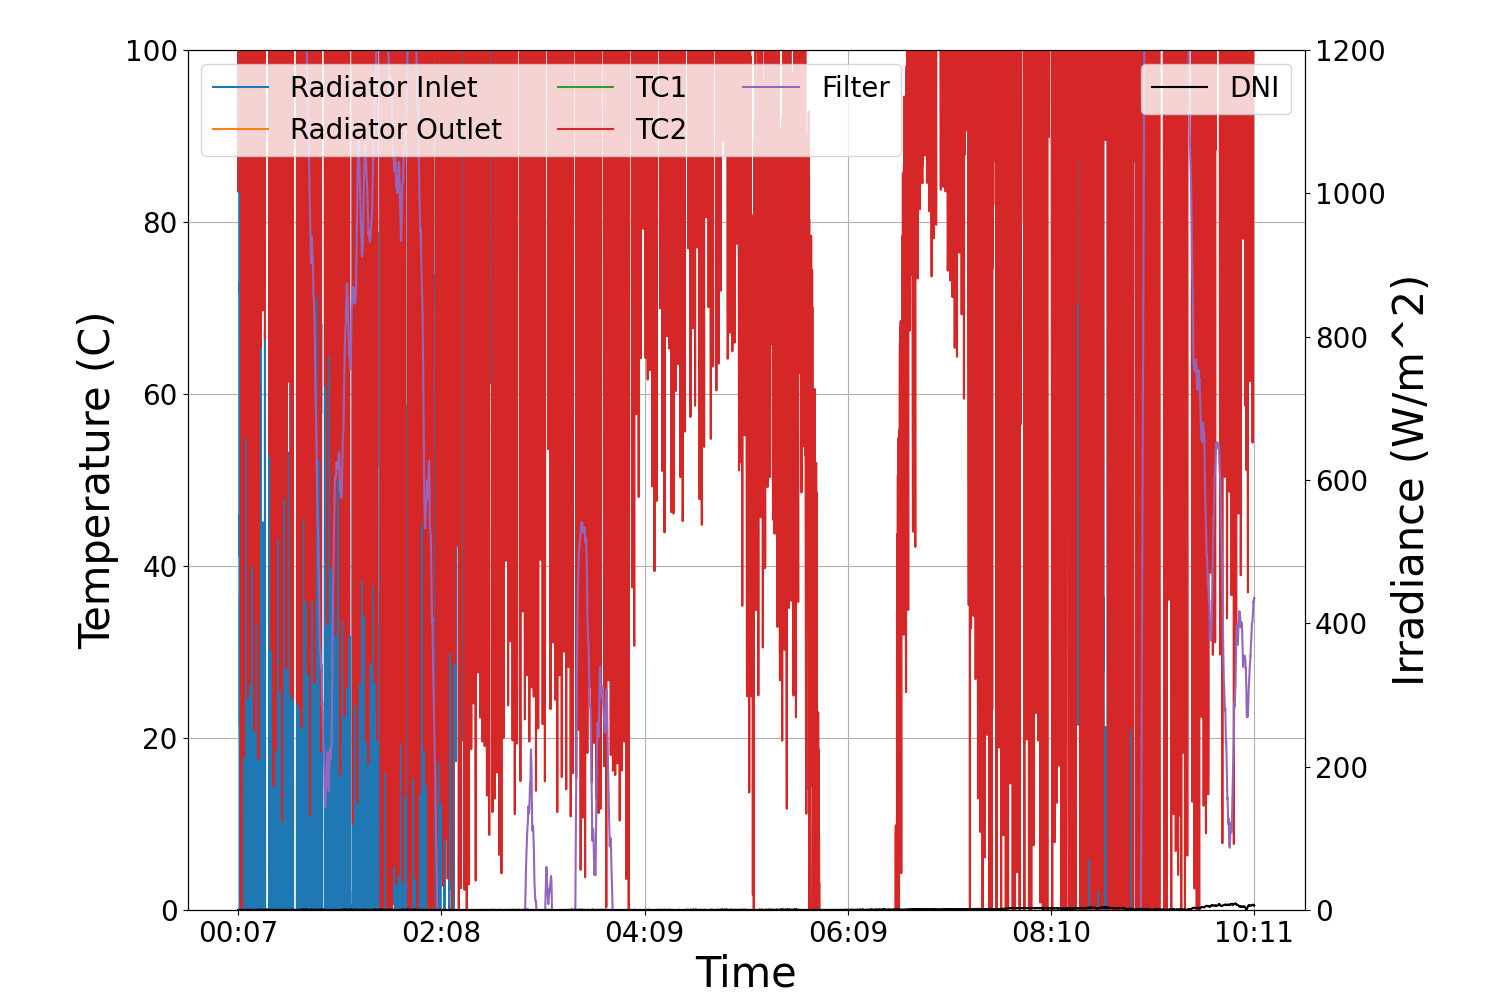 100
80
60
40
20
0
Temperature (C)
Radiator Inlet
Radiator Outlet
TC1
TC2
Filter
DNI
1200
1000
800
600
400
200
0
Irradiance (W/m^2)
00:07
02:08
04:09
06:09
08:10
10:11
Time